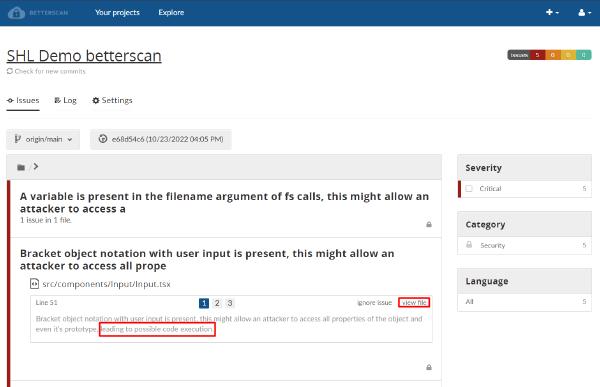 BETTERSCAN Your projects Explore
SHL Demo betterscan
Check for new commits
issues 5 0 0 0
Issues Log Settings
origin/main e68d54c6 (10/23/2022 04:05 PM)
/
A variable is present in the filename argument of fs calls, this might allow an
attacker to access a
1 issue in 1 file.
Bracket object notation with user input is present, this might allow an
attacker to access all prope
src/components/Input/Input.tsx
Line 51 1 2 3 ignore issue view file
Bracket object notation with user input is present, this might allow an attacker to access all properties of the object and
even it's prototype, leading to possible code execution
Severity
Critical 5
Category
Security 5
Language
All 5